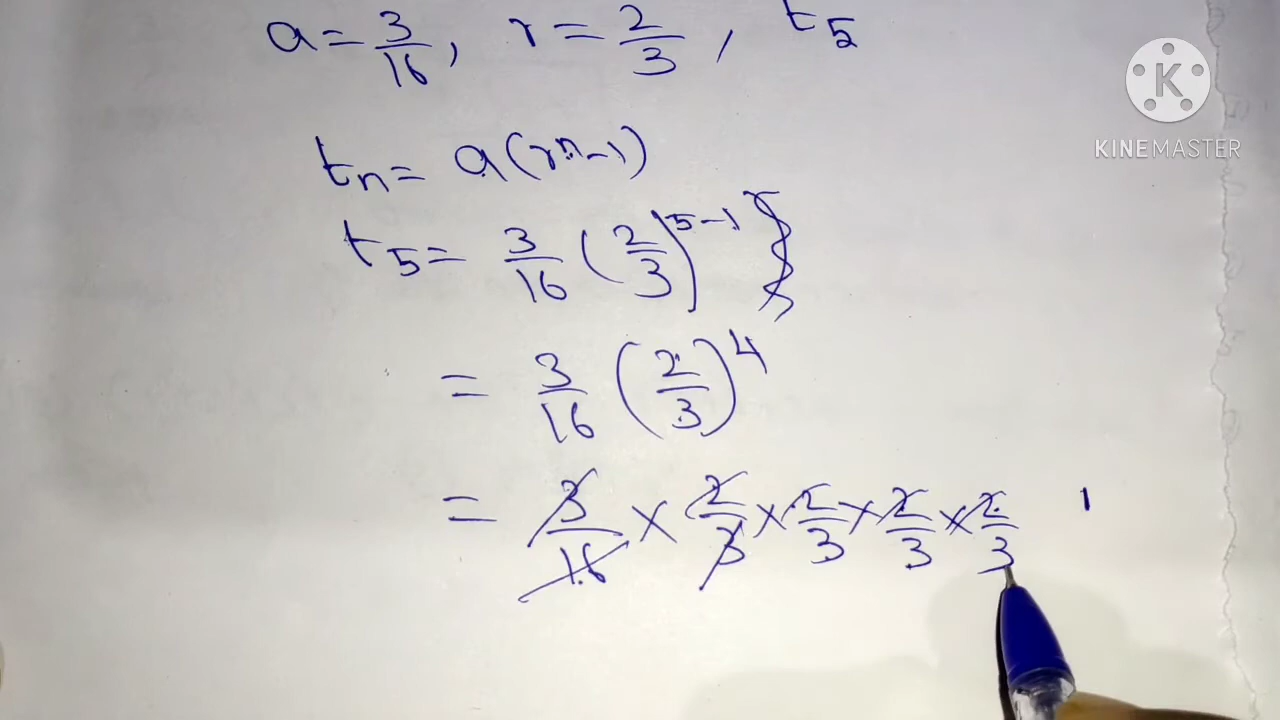 a = 3/16, r = 2/3, t5
K
KINEMASTER
tn = a(r^n-1)
t5 = 3/16 (2/3)^5-1
= 3/16 (2/3)^4
= 3/16 × 2/3 × 2/3 × 2/3 × 2/3 1